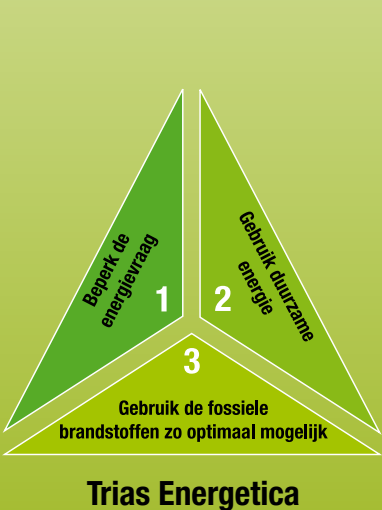 Beperk de
energievraag
1
Gebruik duurzame
energie
2
3
Gebruik de fossiele
brandstoffen zo optimaal mogelijk
Trias Energetica